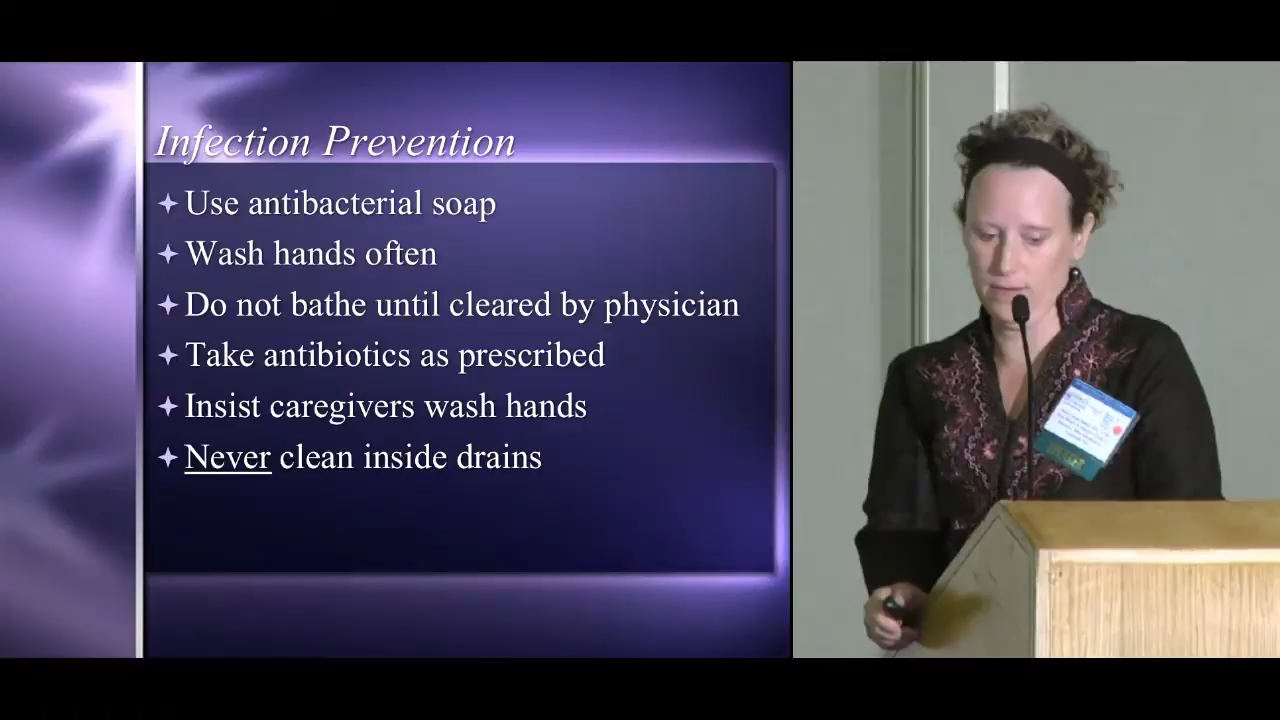 Infection Prevention
Use antibacterial soap
Wash hands often
Do not bathe until cleared by physician
Take antibiotics as prescribed
Insist caregivers wash hands
Never clean inside drains